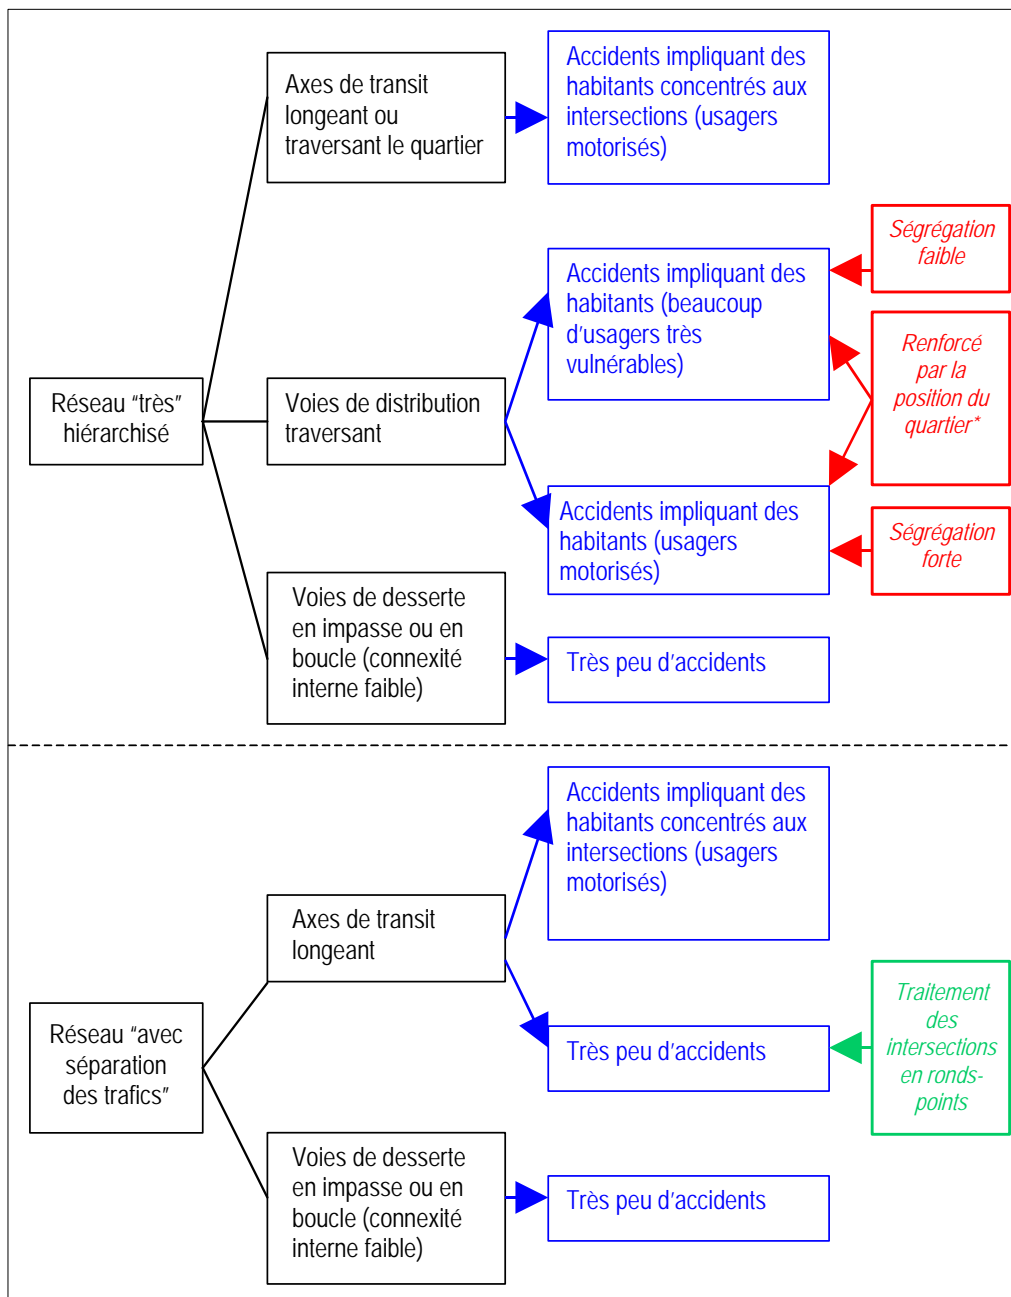 Axes de transit
longeant ou
traversant le quartier
Accidents impliquant des
habitants concentrés aux
intersections (usagers
motorisés)
Réseau “très”
hiérarchisé
Voies de distribution
traversant
Accidents impliquant des
habitants (beaucoup
d'usagers très
vulnérables)
Ségrégation
faible
Renforcé
par la
position du
quartier*
Accidents impliquant des
habitants (usagers
motorisés)
Ségrégation
forte
Voies de desserte
en impasse ou en
boucle (connexité
interne faible)
Très peu d'accidents
Réseau “avec
séparation
des trafics”
Axes de transit
longeant
Accidents impliquant des
habitants concentrés aux
intersections (usagers
motorisés)
Très peu d'accidents
Traitement
des
intersections
en ronds-
points
Voies de desserte
en impasse ou en
boucle (connexité
interne faible)
Très peu d'accidents